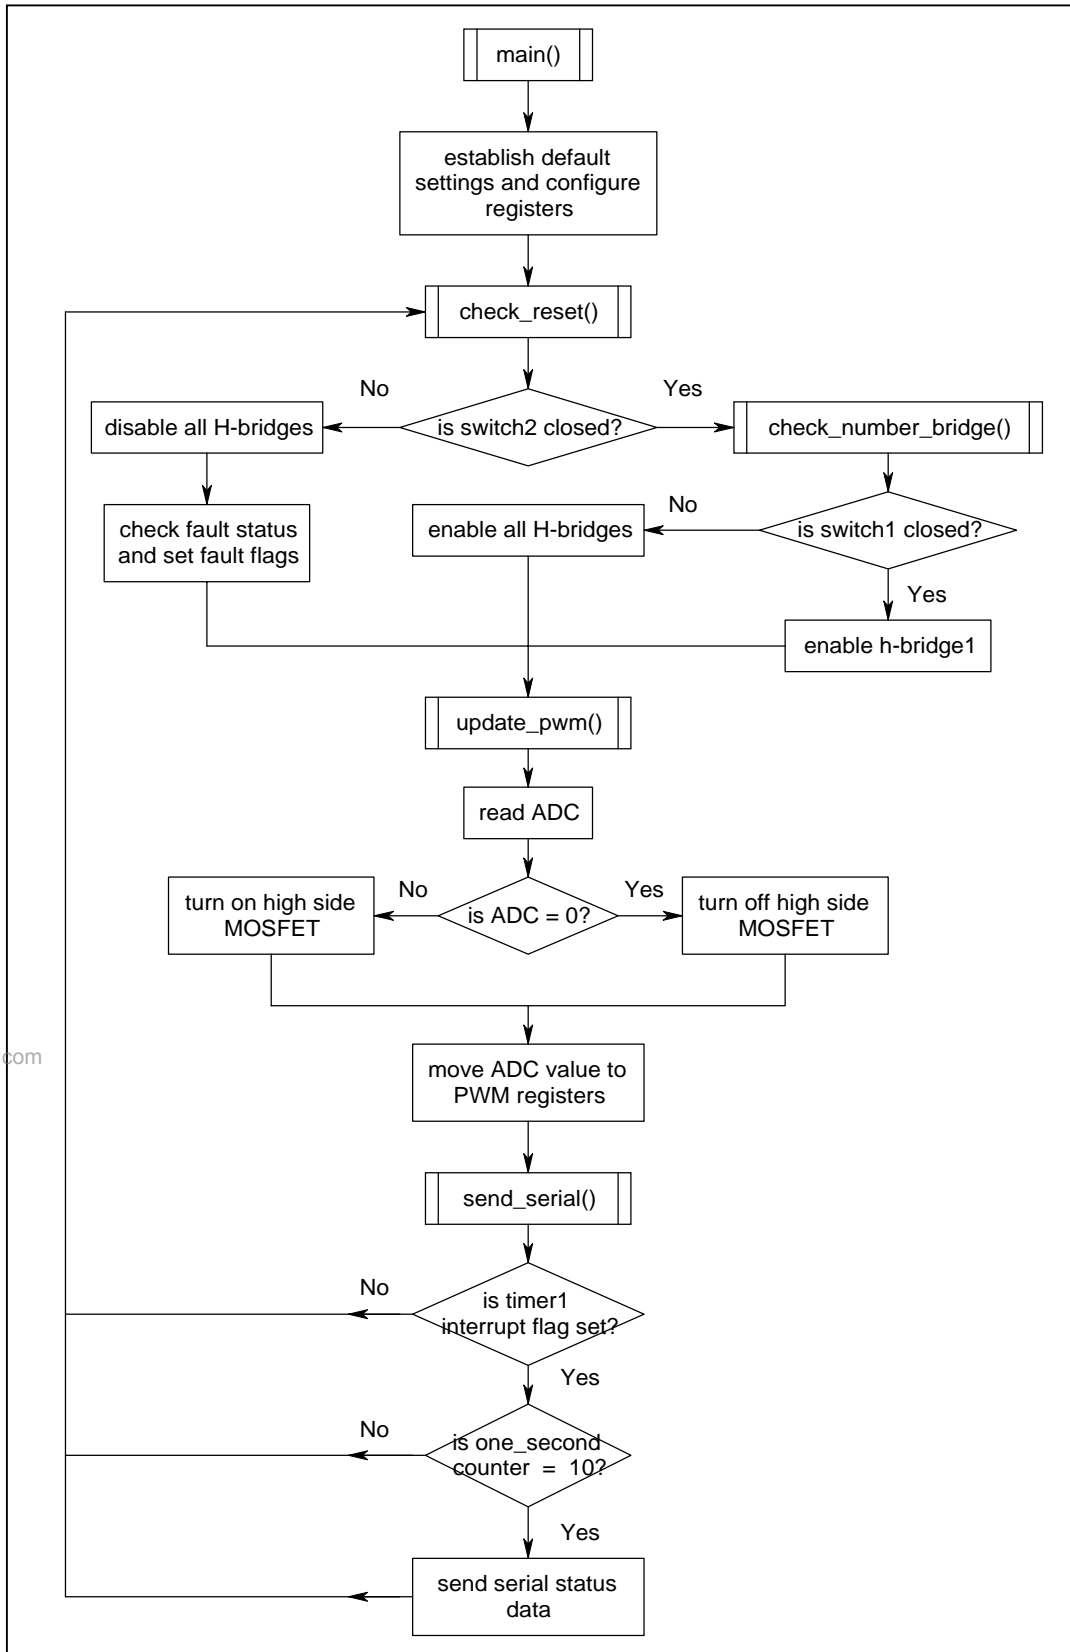 main()
establish default
settings and configure
registers
check_reset()
No
Yes
disable all H-bridges
is switch2 closed?
check_number_bridge()
No
check fault status
and set fault flags
enable all H-bridges
is switch1 closed?
Yes
enable h-bridge1
update_pwm()
read ADC
No
Yes
turn on high side
MOSFET
is ADC = 0?
turn off high side
MOSFET
com
move ADC value to
PWM registers
send_serial()
No
is timer1
interrupt flag set?
Yes
No
is one_second
counter = 10?
Yes
send serial status
data